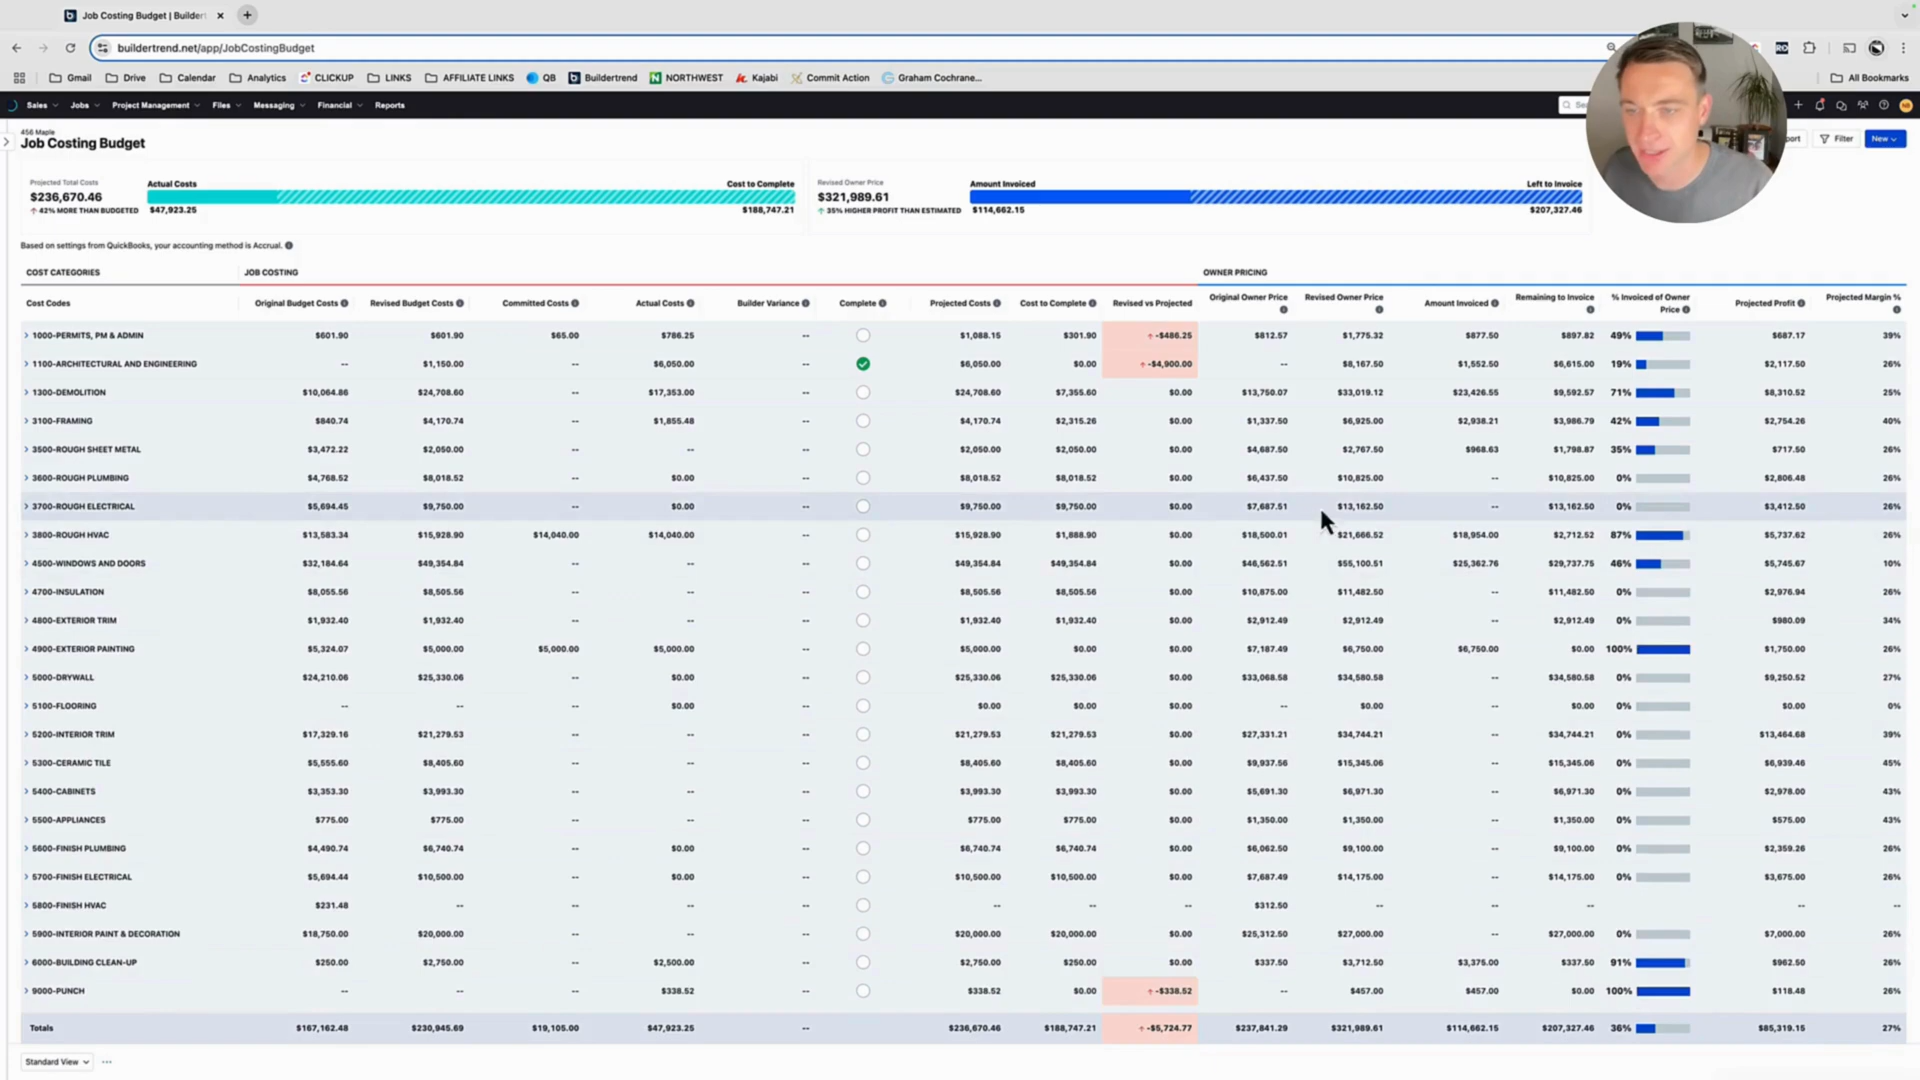 Job Costing Budget | Buildert
buildertrend.net/app/JobCostingBudget
Gmail Drive Calendar Analytics CLICKUP LINKS AFFILIATE LINKS QB Buildertrend NORTHWEST Kajabi Commit Action Graham Cochrane... All Bookmarks
Sales Jobs Project Management Files Messaging Financial Reports
456 Maple
Job Costing Budget
Filter New
Projected Total Costs Actual Costs Cost to Complete Revised Owner Price Amount Invoiced Left to Invoice
$236,670.46 $321,989.61
42% MORE THAN BUDGETED $47,923.25 $188,747.21 35% HIGHER PROFIT THAN ESTIMATED $114,662.15 $207,327.46
Based on settings from QuickBooks, your accounting method is Accrual.
COST CATEGORIES JOB COSTING OWNER PRICING
Cost Codes Original Budget Costs Revised Budget Costs Committed Costs Actual Costs Builder Variance Complete Projected Costs Cost to Complete Revised vs Projected Original Owner Price Revised Owner Price Amount Invoiced Remaining to Invoice % Invoiced of Owner Price Projected Profit Projected Margin %
1000-PERMITS, PM & ADMIN $601.90 $601.90 $65.00 $786.25 -- $1,088.15 $301.90 -$486.25 $812.57 $1,775.32 $877.50 $897.82 49% $687.17 39%
1100-ARCHITECTURAL AND ENGINEERING -- $1,150.00 -- $6,050.00 -- $6,050.00 $0.00 -$4,900.00 -- $8,167.50 $1,552.50 $6,615.00 19% $2,117.50 26%
1300-DEMOLITION $10,064.86 $24,708.60 -- $17,353.00 -- $24,708.60 $7,355.60 $0.00 $13,750.07 $33,019.12 $23,426.55 $9,592.57 71% $8,310.52 25%
3100-FRAMING $840.74 $4,170.74 -- $1,855.48 -- $4,170.74 $2,315.26 $0.00 $1,337.50 $6,925.00 $2,938.21 $3,986.79 42% $2,754.26 40%
3500-ROUGH SHEET METAL $3,472.22 $2,050.00 -- -- -- $2,050.00 $2,050.00 $0.00 $4,687.50 $2,767.50 $968.63 $1,798.87 35% $717.50 26%
3600-ROUGH PLUMBING $4,768.52 $8,018.52 -- $0.00 -- $8,018.52 $8,018.52 $0.00 $6,437.50 $10,825.00 -- $10,825.00 0% $2,806.48 26%
3700-ROUGH ELECTRICAL $5,694.45 $9,750.00 -- $0.00 -- $9,750.00 $9,750.00 $0.00 $7,687.51 $13,162.50 -- $13,162.50 0% $3,412.50 26%
3800-ROUGH HVAC $13,583.34 $15,928.90 $14,040.00 $14,040.00 -- $15,928.90 $1,888.90 $0.00 $18,500.01 $21,666.52 $18,954.00 $2,712.52 87% $5,737.62 26%
4500-WINDOWS AND DOORS $32,184.64 $49,354.84 -- -- -- $49,354.84 $49,354.84 $0.00 $46,562.51 $55,100.51 $25,362.76 $29,737.75 46% $5,745.67 10%
4700-INSULATION $8,055.56 $8,505.56 -- -- -- $8,505.56 $8,505.56 $0.00 $10,875.00 $11,482.50 -- $11,482.50 0% $2,976.94 26%
4800-EXTERIOR TRIM $1,932.40 $1,932.40 -- -- -- $1,932.40 $1,932.40 $0.00 $2,912.49 $2,912.49 -- $2,912.49 0% $980.09 34%
4900-EXTERIOR PAINTING $5,324.07 $5,000.00 $5,000.00 $5,000.00 -- $5,000.00 $0.00 $0.00 $7,187.49 $6,750.00 $6,750.00 $0.00 100% $1,750.00 26%
5000-DRYWALL $24,210.06 $25,330.06 -- $0.00 -- $25,330.06 $25,330.06 $0.00 $33,068.58 $34,580.58 -- $34,580.58 0% $9,250.52 27%
5100-FLOORING -- -- -- $0.00 -- $0.00 $0.00 $0.00 -- $0.00 -- $0.00 0% $0.00 0%
5200-INTERIOR TRIM $17,329.16 $21,279.53 -- -- -- $21,279.53 $21,279.53 $0.00 $27,331.21 $34,744.21 -- $34,744.21 0% $13,464.68 39%
5300-CERAMIC TILE $5,555.60 $8,405.60 -- -- -- $8,405.60 $8,405.60 $0.00 $9,937.56 $15,345.06 -- $15,345.06 0% $6,939.46 45%
5400-CABINETS $3,353.30 $3,993.30 -- -- -- $3,993.30 $3,993.30 $0.00 $5,691.30 $6,971.30 -- $6,971.30 0% $2,978.00 43%
5500-APPLIANCES $775.00 $775.00 -- -- -- $775.00 $775.00 $0.00 $1,350.00 $1,350.00 -- $1,350.00 0% $575.00 43%
5600-FINISH PLUMBING $4,490.74 $6,740.74 -- $0.00 -- $6,740.74 $6,740.74 $0.00 $6,062.50 $9,100.00 -- $9,100.00 0% $2,359.26 26%
5700-FINISH ELECTRICAL $5,694.44 $10,500.00 -- $0.00 -- $10,500.00 $10,500.00 $0.00 $7,687.49 $14,175.00 -- $14,175.00 0% $3,675.00 26%
5800-FINISH HVAC $231.48 -- -- -- -- -- -- -- $312.50 -- -- -- -- --
5900-INTERIOR PAINT & DECORATION $18,750.00 $20,000.00 -- -- -- $20,000.00 $20,000.00 $0.00 $25,312.50 $27,000.00 -- $27,000.00 0% $7,000.00 26%
6000-BUILDING CLEAN-UP $250.00 $2,750.00 -- $2,500.00 -- $2,750.00 $250.00 $0.00 $337.50 $3,712.50 $3,375.00 $337.50 91% $962.50 26%
9000-PUNCH -- -- -- $338.52 -- $338.52 $0.00 -$338.52 -- $457.00 $457.00 $0.00 100% $118.48 26%
Totals $167,162.48 $230,945.69 $19,105.00 $47,923.25 -- $236,670.46 $188,747.21 -$5,724.77 $237,841.29 $321,989.61 $114,662.15 $207,327.46 36% $85,319.15 27%
Standard View